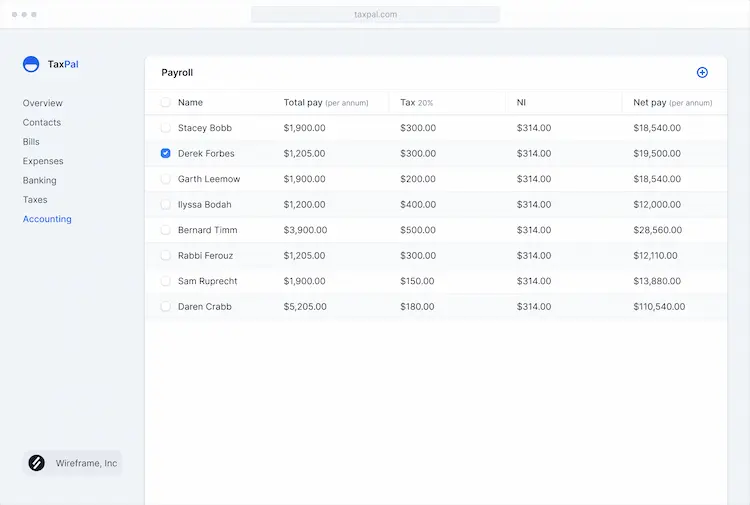 taxpal.com
TaxPal
Overview
Contacts
Bills
Expenses
Banking
Taxes
Accounting
Wireframe, Inc
Payroll
Name Total pay (per annum) Tax 20% NI Net pay (per annum)
Stacey Bobb $1,900.00 $300.00 $314.00 $18,540.00
Derek Forbes $1,205.00 $300.00 $314.00 $19,500.00
Garth Leemow $1,900.00 $200.00 $314.00 $18,540.00
Ilyssa Bodah $1,200.00 $400.00 $314.00 $12,000.00
Bernard Timm $3,900.00 $500.00 $314.00 $28,560.00
Rabbi Ferouz $1,205.00 $300.00 $314.00 $12,110.00
Sam Ruprecht $1,900.00 $150.00 $314.00 $13,880.00
Daren Crabb $5,205.00 $180.00 $314.00 $110,540.00